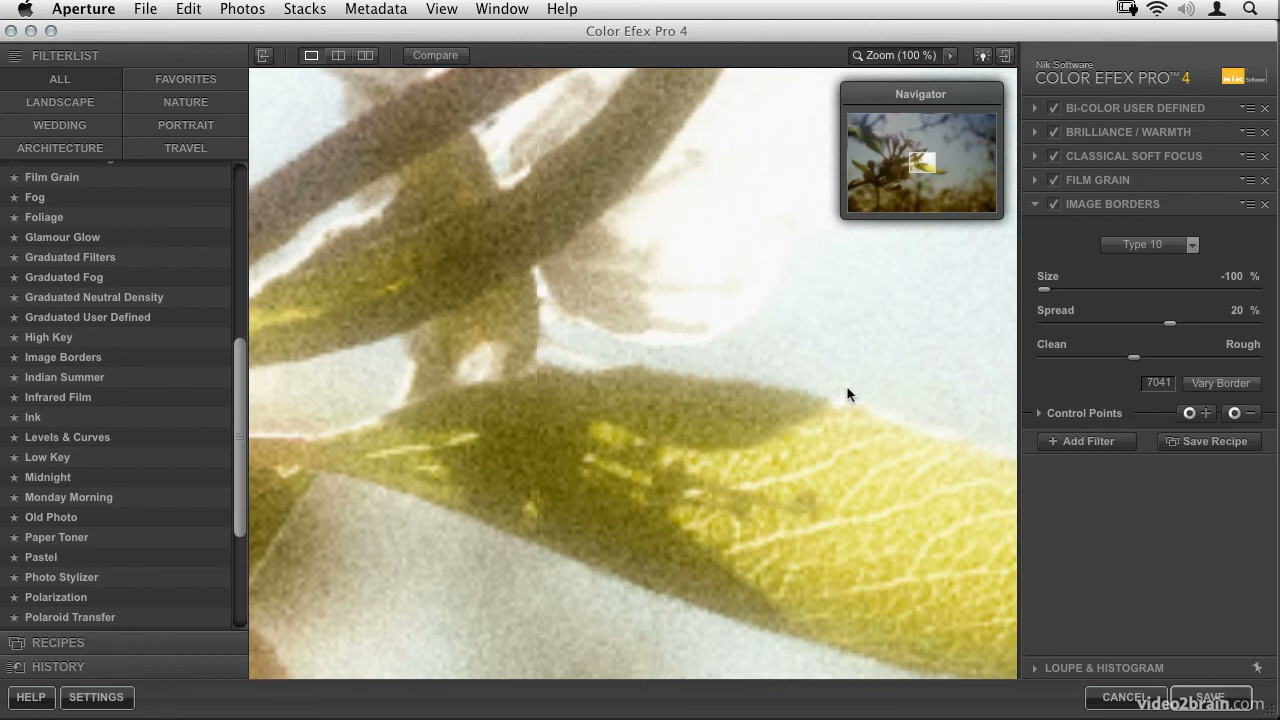 Aperture File Edit Photos Stacks Metadata View Window Help
Color Efex Pro 4
FILTERLIST
ALL FAVORITES
LANDSCAPE NATURE
WEDDING PORTRAIT
ARCHITECTURE TRAVEL
Film Grain
Fog
Foliage
Glamour Glow
Graduated Filters
Graduated Fog
Graduated Neutral Density
Graduated User Defined
High Key
Image Borders
Indian Summer
Infrared Film
Ink
Levels & Curves
Low Key
Midnight
Monday Morning
Old Photo
Paper Toner
Pastel
Photo Stylizer
Polarization
Polaroid Transfer
RECIPES
HISTORY
HELP SETTINGS
Compare
Zoom (100 %)
Navigator
Nik Software
COLOR EFEX PRO™ 4
Nik Software
BI-COLOR USER DEFINED
BRILLIANCE / WARMTH
CLASSICAL SOFT FOCUS
FILM GRAIN
IMAGE BORDERS
Type 10
Size -100 %
Spread 20 %
Clean Rough
7041 Vary Border
Control Points
Add Filter Save Recipe
LOUPE & HISTOGRAM
CANCEL SAVE
video2brain.com